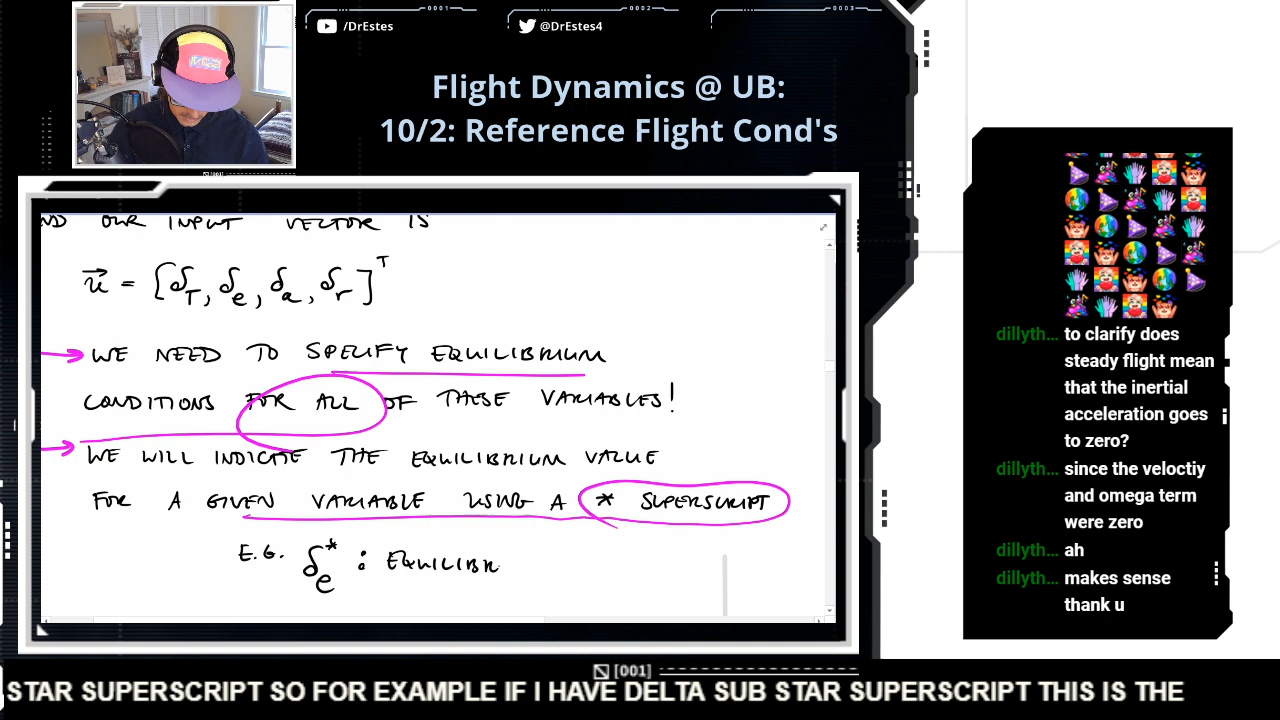 0001
0002
0003
/DrEstes
@DrEstes4
Flight Dynamics @ UB:
10/2: Reference Flight Cond's
[001]
ND OUR INPUT VECTOR IS
u⃗ = [δT, δe, δa, δr]ᵀ
→ WE NEED TO SPECIFY EQUILIBRIUM
CONDITIONS FOR ALL OF THESE VARIABLES!
→ WE WILL INDICATE THE EQUILIBRIUM VALUE
FOR A GIVEN VARIABLE USING A * SUPERSCRIPT
E.G. δe* : EQUILIBR
dillyth... to clarify does
steady flight mean
that the inertial
acceleration goes
to zero?
dillyth... since the veloctiy
and omega term
were zero
dillyth... ah
dillyth... makes sense
thank u
[001]
STAR SUPERSCRIPT SO FOR EXAMPLE IF I HAVE DELTA SUB STAR SUPERSCRIPT THIS IS THE